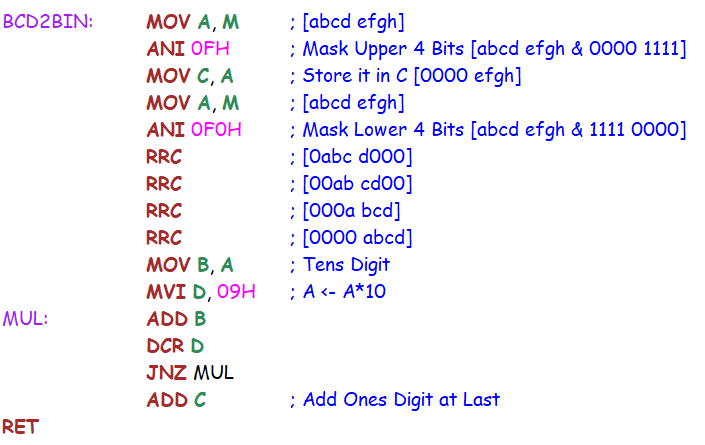 BCD2BIN: MOV A, M ; [abcd efgh]
ANI 0FH ; Mask Upper 4 Bits [abcd efgh & 0000 1111]
MOV C, A ; Store it in C [0000 efgh]
MOV A, M ; [abcd efgh]
ANI 0F0H ; Mask Lower 4 Bits [abcd efgh & 1111 0000]
RRC ; [0abc d000]
RRC ; [00ab cd00]
RRC ; [000a bcd]
RRC ; [0000 abcd]
MOV B, A ; Tens Digit
MVI D, 09H ; A <- A*10
MUL: ADD B
DCR D
JNZ MUL
ADD C ; Add Ones Digit at Last
RET